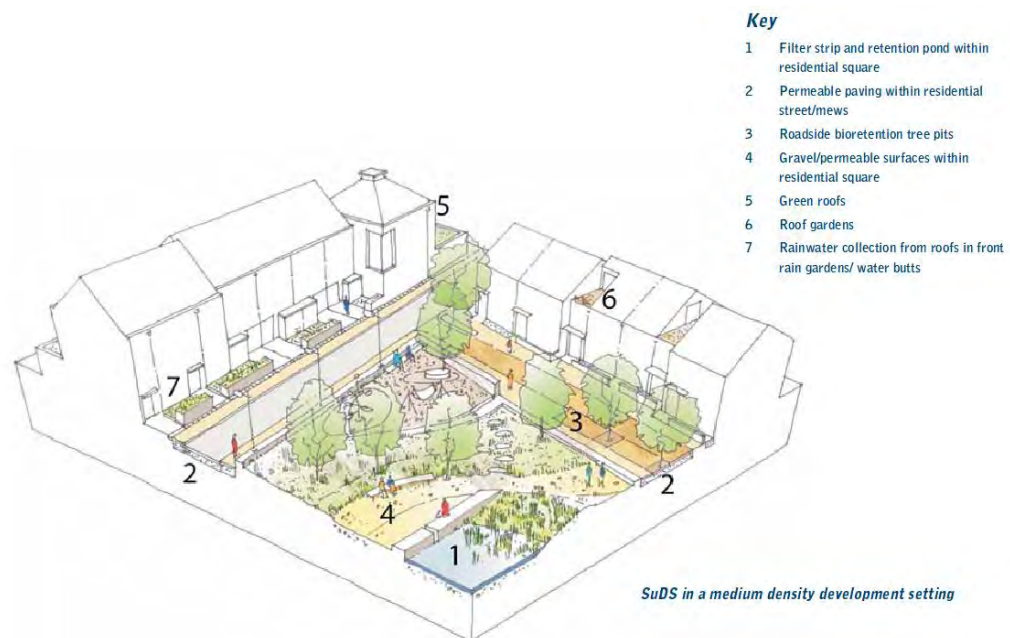 Key
1 Filter strip and retention pond within
residential square
2 Permeable paving within residential
street/mews
3 Roadside bioretention tree pits
4 Gravel/permeable surfaces within
residential square
5 Green roofs
6 Roof gardens
7 Rainwater collection from roofs in front
rain gardens/ water butts
5
6
7
3
2
2
4
1
SuDS in a medium density development setting